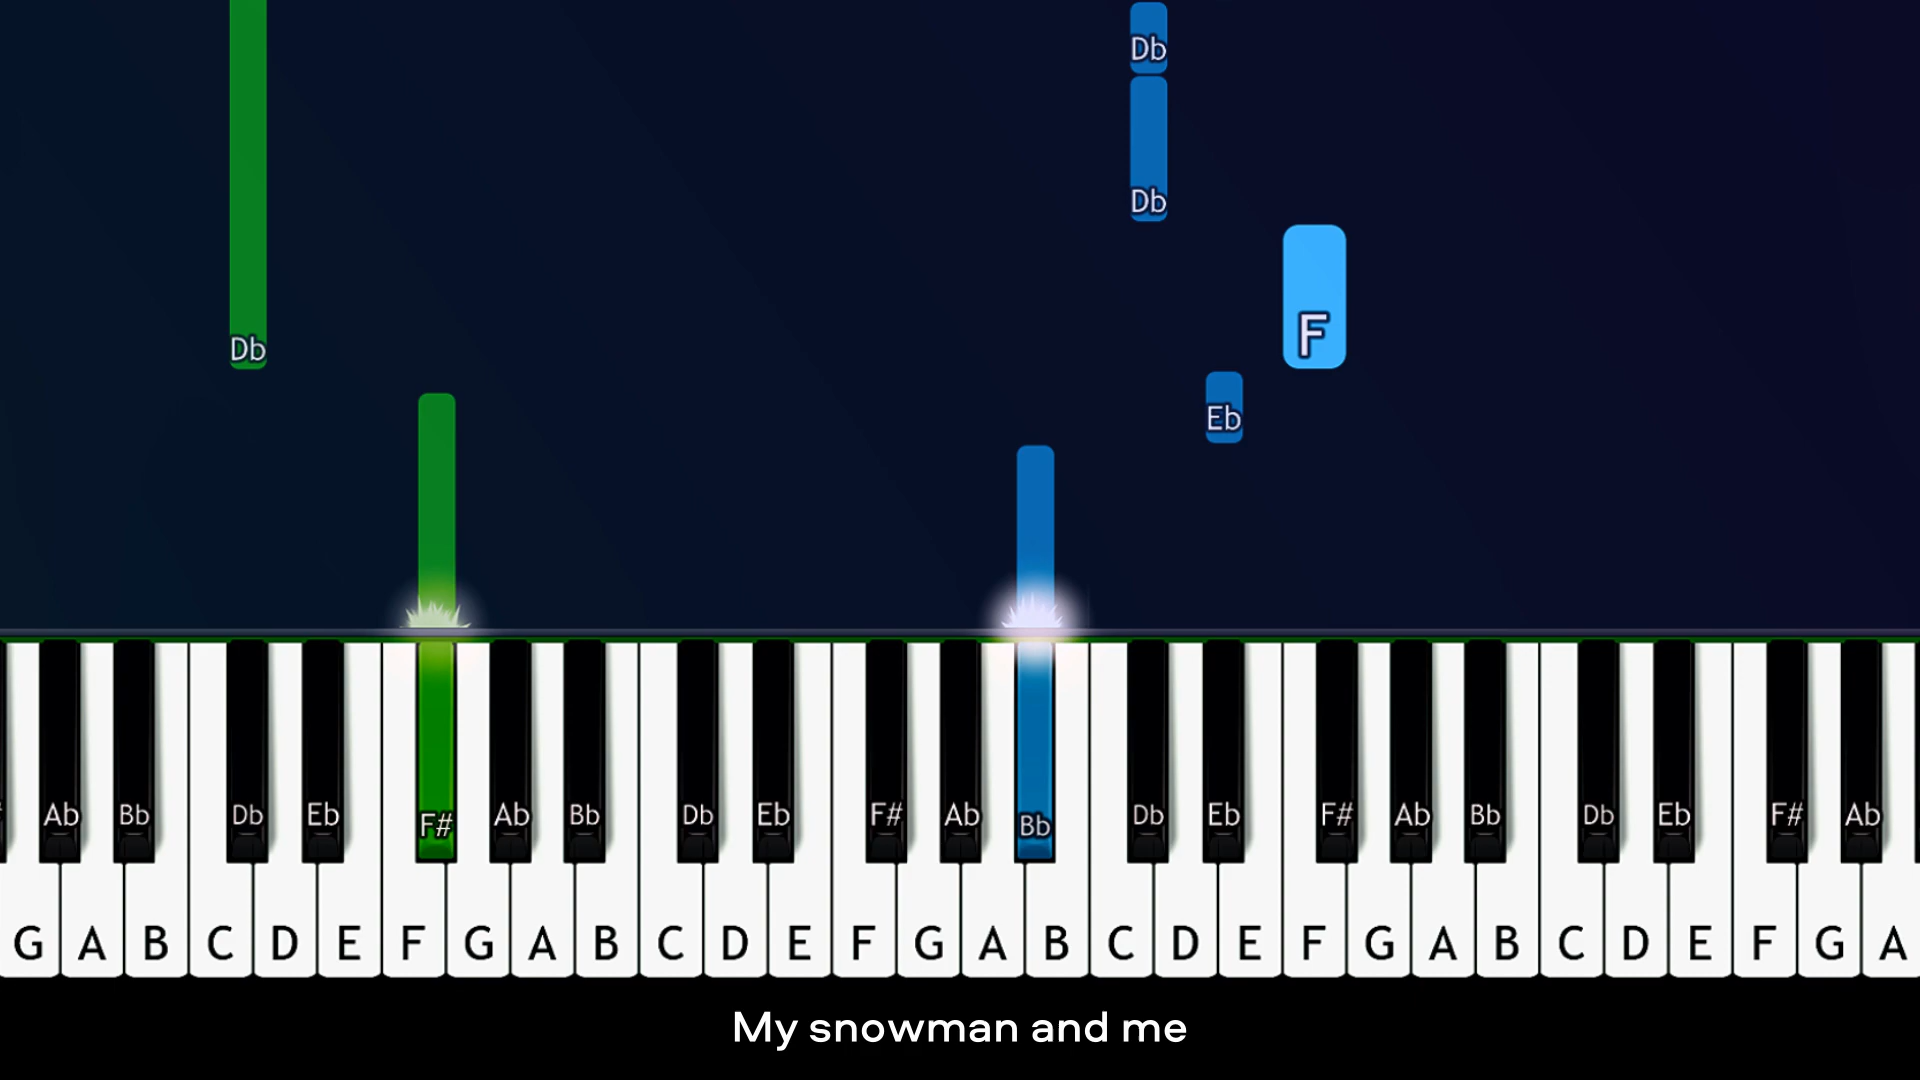 Db
Db
Db
F
Eb
Ab Bb Db Eb F# Ab Bb Db Eb F# Ab Bb Db Eb F# Ab Bb Db Eb F# Ab
G A B C D E F G A B C D E F G A B C D E F G A B C D E F G A
My snowman and me